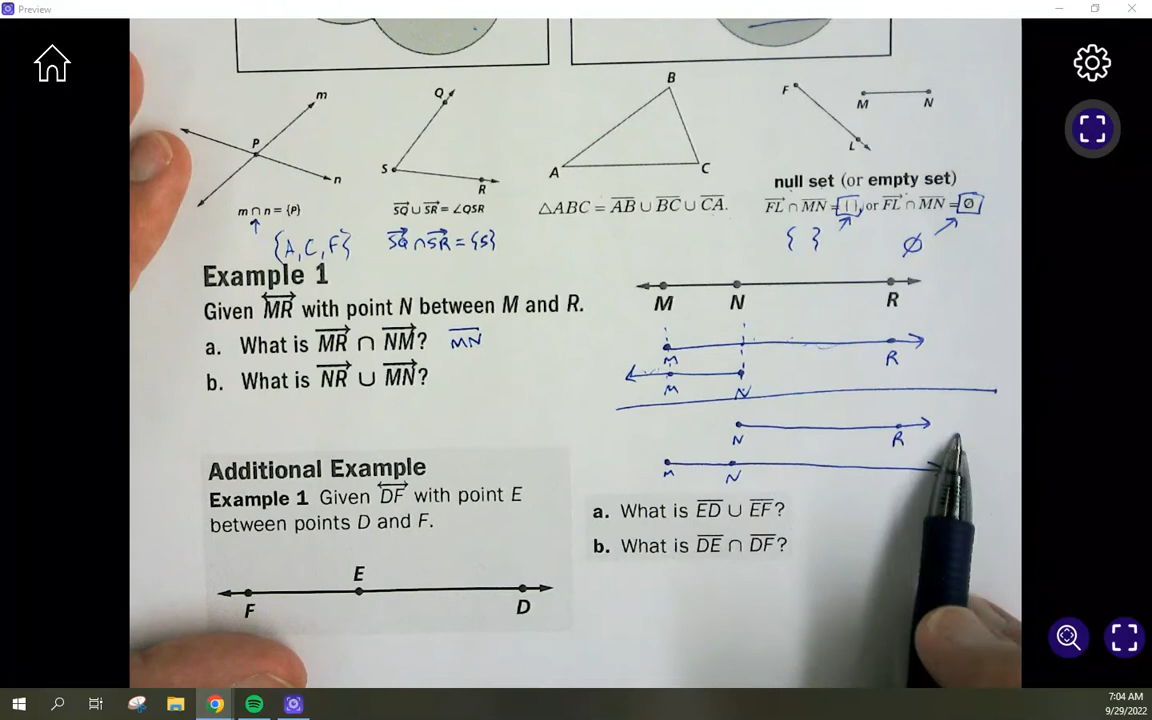 Preview
m
P
n
m ∩ n = {P}
{A, C, F}
Q
S
R
SQ ∪ SR = ∠QSR
SQ ∩ SR = {S}
B
A
C
△ABC = AB ∪ BC ∪ CA.
F
M
N
L
null set (or empty set)
FL ∩ MN = { }, or FL ∩ MN = ∅
{ }
∅
Example 1
Given MR with point N between M and R.
a. What is MR ∩ NM? MN
b. What is NR ∪ MN?
M N R
M R
M N
N R
M N
Additional Example
Example 1 Given DF with point E
between points D and F.
E
F D
a. What is ED ∪ EF?
b. What is DE ∩ DF?
7:04 AM
9/29/2022